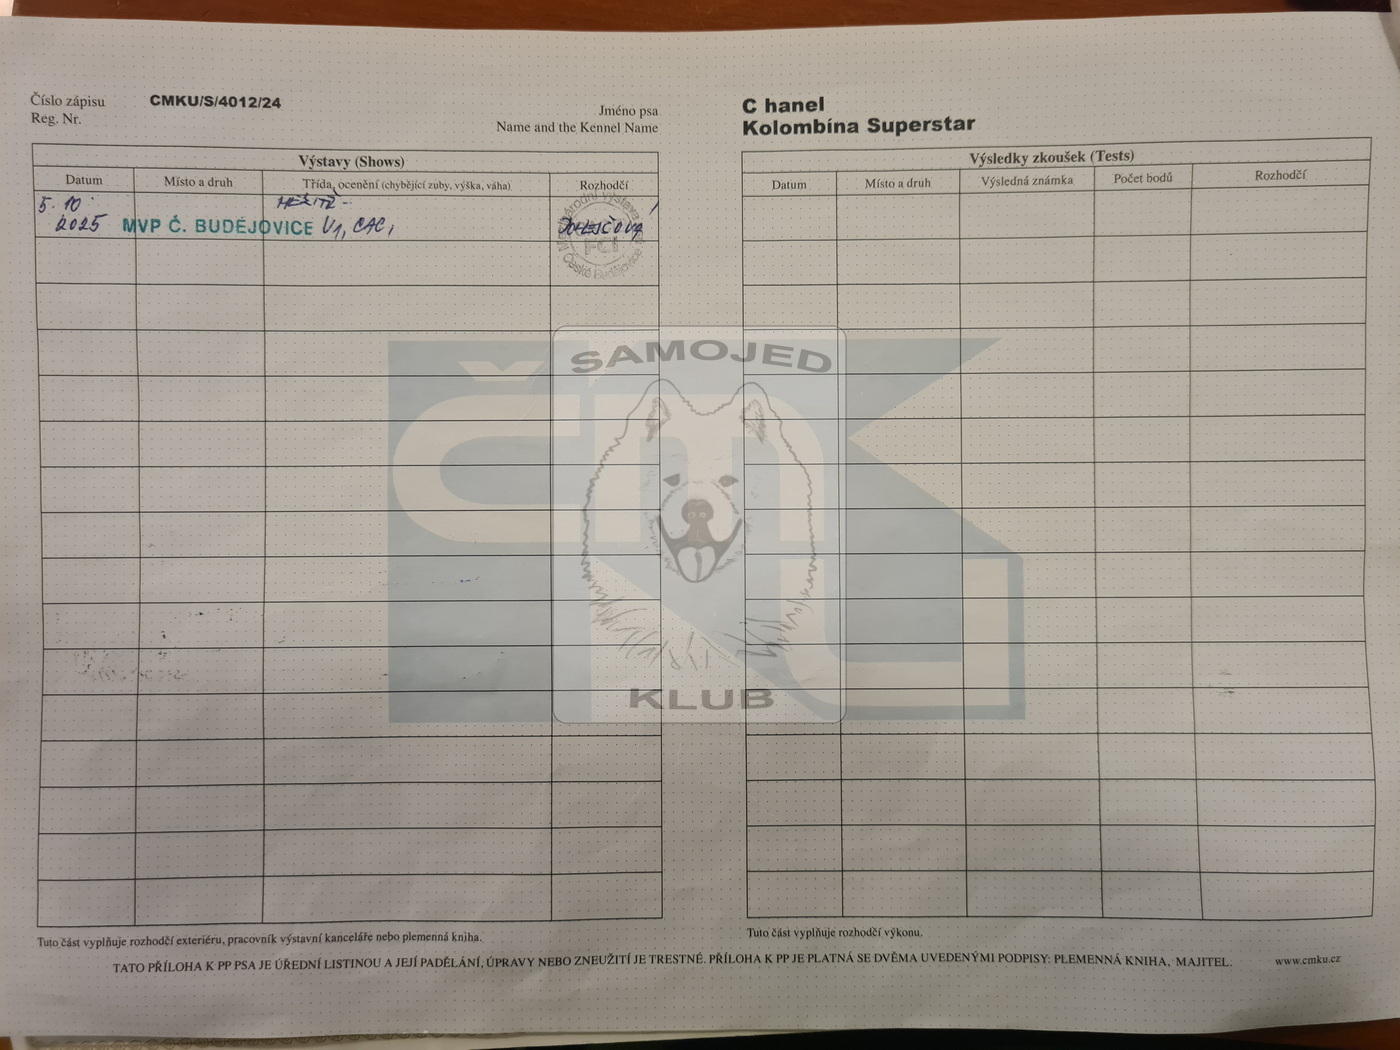 Číslo zápisu CMKU/S/4012/24
Reg. Nr.
Jméno psa
Name and the Kennel Name
C hanel
Kolombína Superstar
Výstavy (Shows)
Datum Místo a druh Třída, ocenění (chybějící zuby, výška, váha) Rozhodčí
5. 10.
2025 MVP Č. BUDĚJOVICE V1, CAC,
Mezinárodní výstava
FCI
České Budějovice
Výsledky zkoušek (Tests)
Datum Místo a druh Výsledná známka Počet bodů Rozhodčí
SAMOJED
ČMKU
KLUB
Tuto část vyplňuje rozhodčí exteriéru, pracovník výstavní kanceláře nebo plemenná kniha.
Tuto část vyplňuje rozhodčí výkonu.
TATO PŘÍLOHA K PP PSA JE ÚŘEDNÍ LISTINOU A JEJÍ PADĚLÁNÍ, ÚPRAVY NEBO ZNEUŽITÍ JE TRESTNÉ. PŘÍLOHA K PP JE PLATNÁ SE DVĚMA UVEDENÝMI PODPISY: PLEMENNÁ KNIHA, MAJITEL.
www.cmku.cz